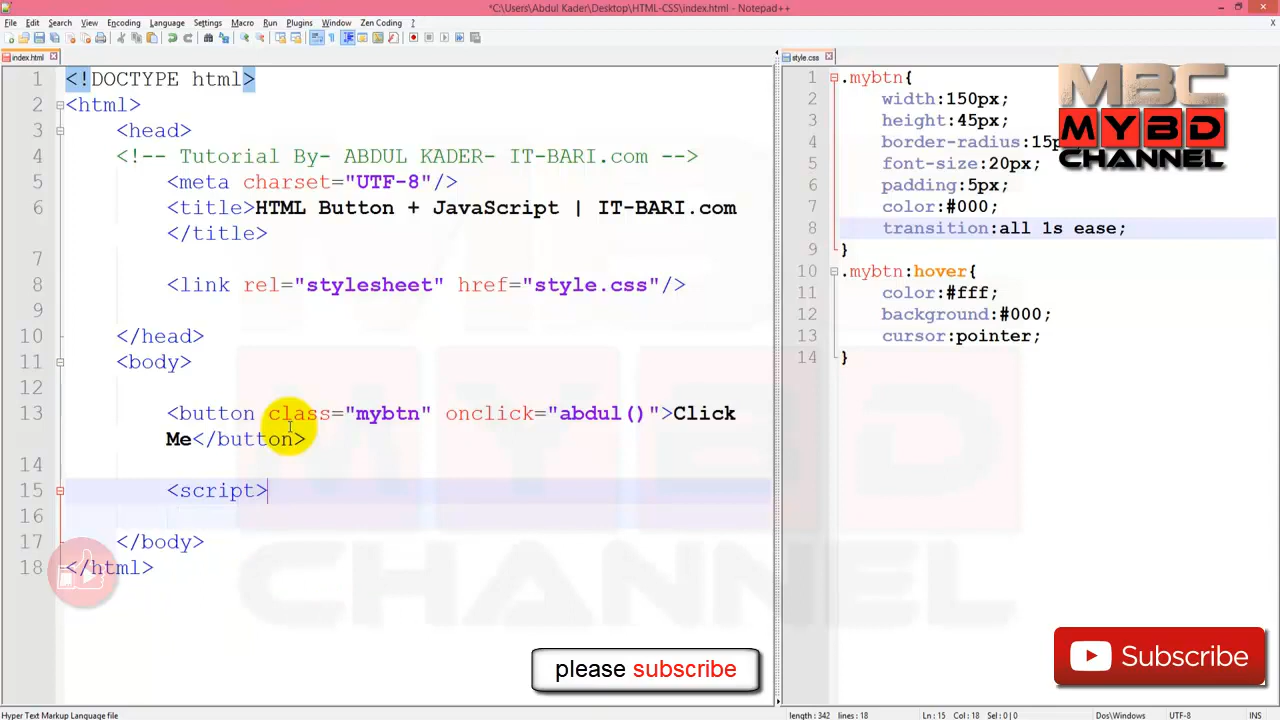 *C:\Users\Abdul Kader\Desktop\HTML-CSS\index.html - Notepad++
File Edit Search View Encoding Language Settings Macro Run Plugins Window Zen Coding ? X
index.html
1 <!DOCTYPE html>
2 <html>
3 <head>
4 <!-- Tutorial By- ABDUL KADER- IT-BARI.com -->
5 <meta charset="UTF-8"/>
6 <title>HTML Button + JavaScript | IT-BARI.com
</title>
7
8 <link rel="stylesheet" href="style.css"/>
9
10 </head>
11 <body>
12
13 <button class="mybtn" onclick="abdul()">Click
Me</button>
14
15 <script>
16
17 </body>
18 </html>
style.css
1 .mybtn{
2 width:150px;
3 height:45px;
4 border-radius:15p
5 font-size:20px;
6 padding:5px;
7 color:#000;
8 transition:all 1s ease;
9 }
10 .mybtn:hover{
11 color:#fff;
12 background:#000;
13 cursor:pointer;
14 }
MBC
MYBD
CHANNEL
MBC
MYBD
CHANNEL
please subscribe
Subscribe
Hyper Text Markup Language file length : 342 lines : 18 Ln : 15 Col : 18 Sel : 0 | 0 Dos\Windows UTF-8 INS